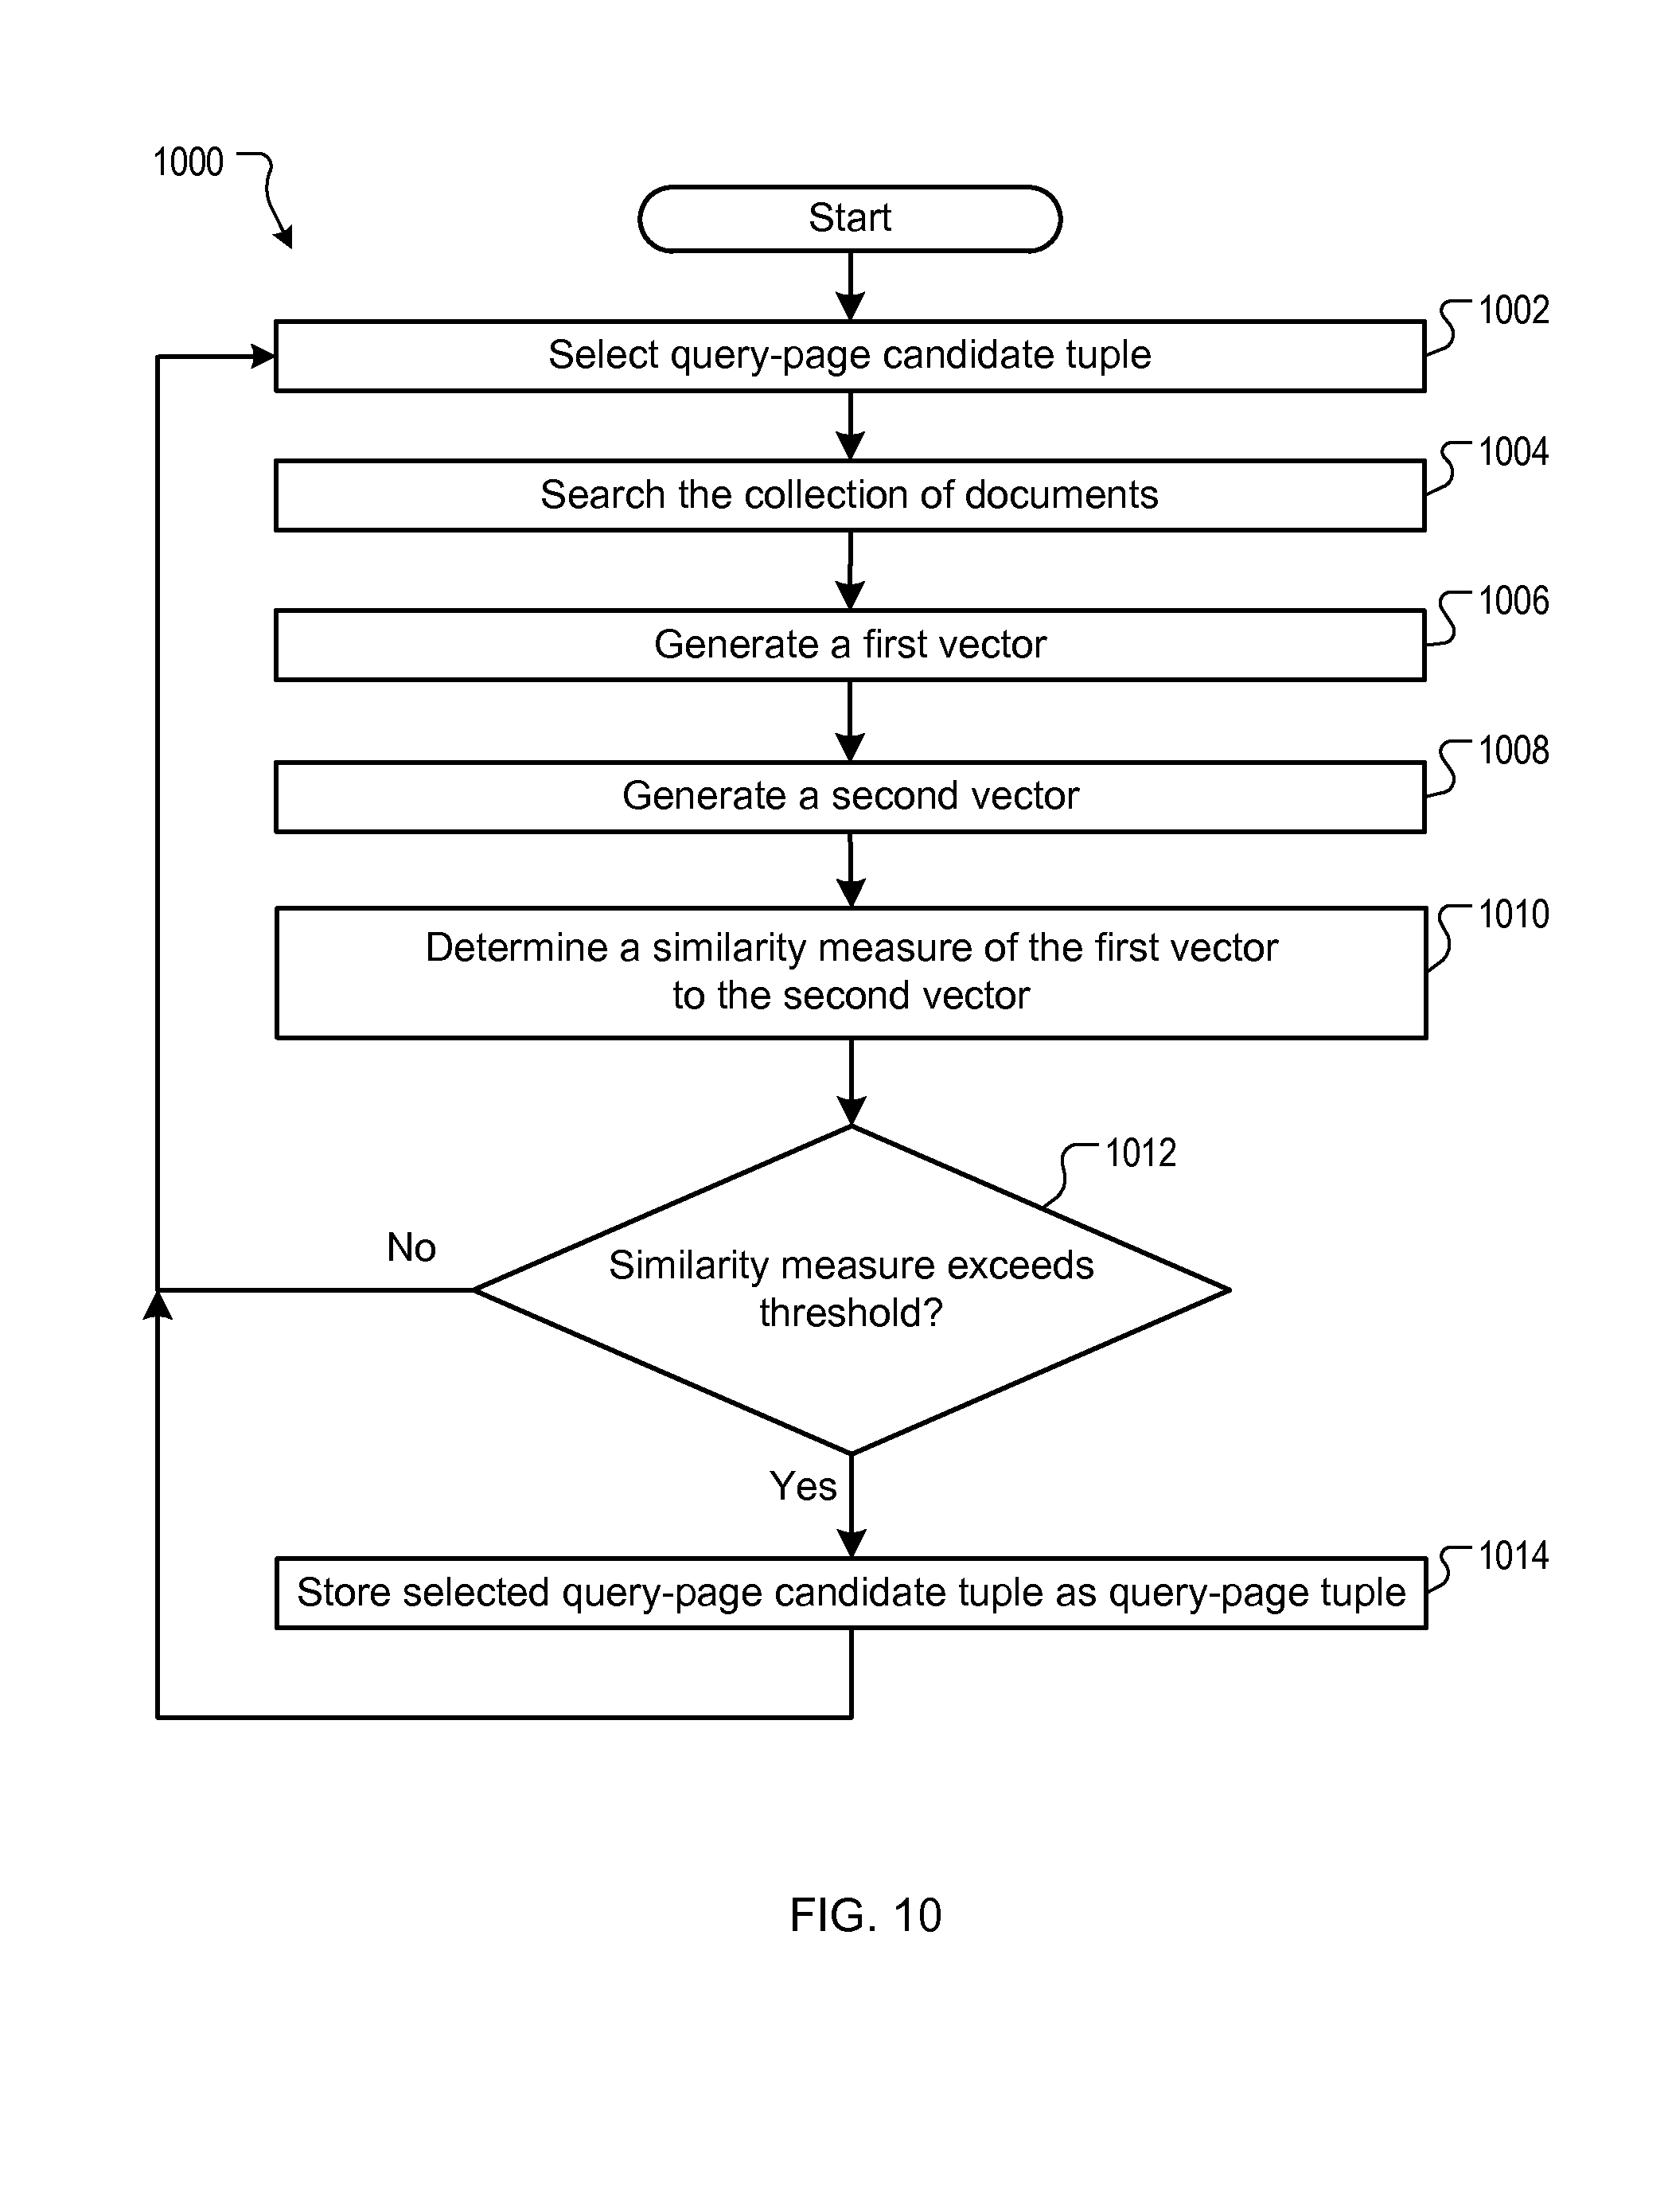 1000
Start
1002
Select query-page candidate tuple
1004
Search the collection of documents
1006
Generate a first vector
1008
Generate a second vector
1010
Determine a similarity measure of the first vector
to the second vector
1012
No
Similarity measure exceeds
threshold?
Yes
1014
Store selected query-page candidate tuple as query-page tuple
FIG. 10